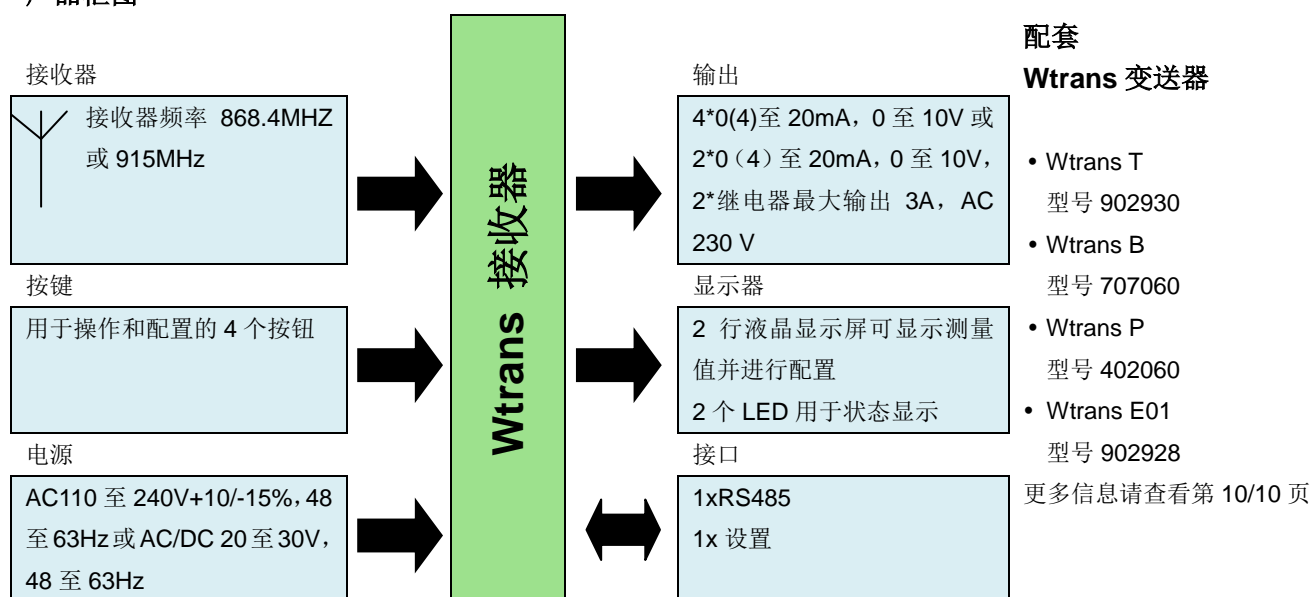 接收器
接收器频率 868.4MHZ
或 915MHz
按键
用于操作和配置的 4 个按钮
电源
AC110 至 240V+10/-15%,48
至 63Hz 或 AC/DC 20 至 30V,
48 至 63Hz
Wtrans 接收器
输出
4*0(4)至 20mA,0 至 10V 或
2*0(4)至 20mA,0 至 10V,
2*继电器最大输出 3A,AC
230 V
显示器
2 行液晶显示屏可显示测量
值并进行配置
2 个 LED 用于状态显示
接口
1xRS485
1x 设置
配套
Wtrans 变送器
• Wtrans T
型号 902930
• Wtrans B
型号 707060
• Wtrans P
型号 402060
• Wtrans E01
型号 902928
更多信息请查看第 10/10 页